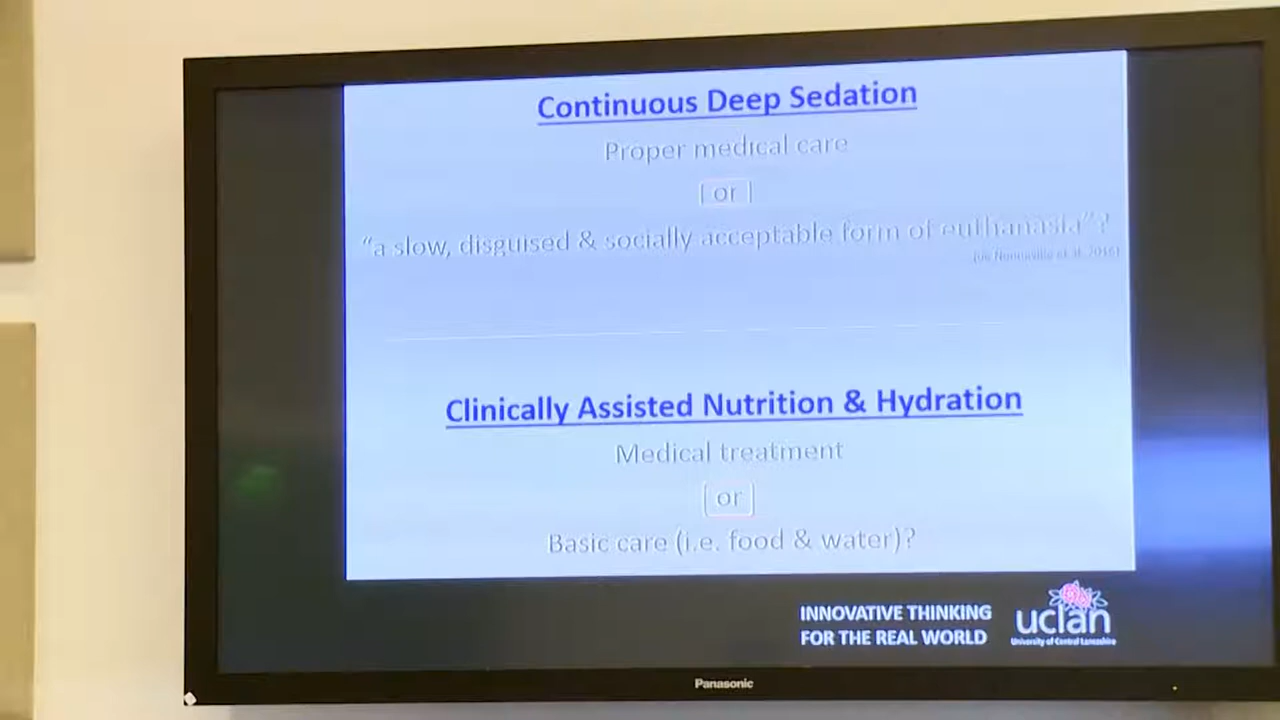 Continuous Deep Sedation
Proper medical care
[or]
“a slow, disguised & socially acceptable form of euthanasia”?
Clinically Assisted Nutrition & Hydration
Medical treatment
[or]
Basic care (i.e. food & water)?
INNOVATIVE THINKING
FOR THE REAL WORLD
uclan
University of Central Lancashire
Panasonic